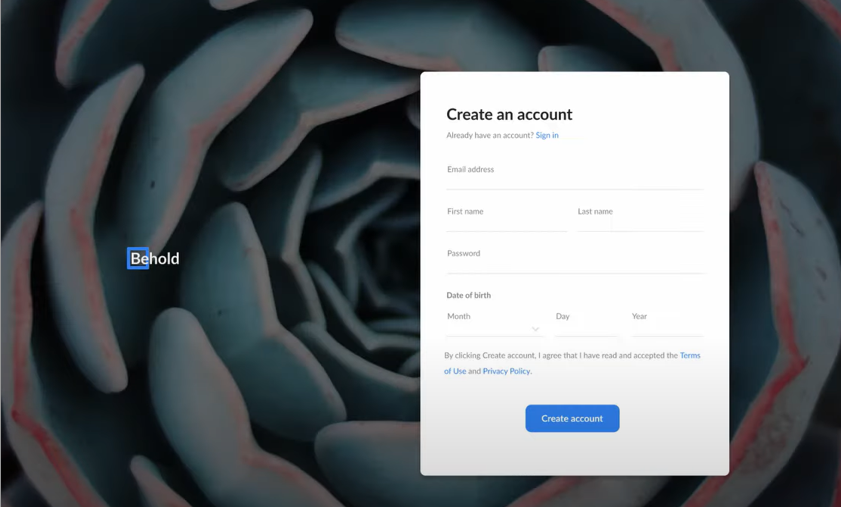 Behold
Create an account
Already have an account? Sign in
Email address
First name Last name
Password
Date of birth
Month Day Year
By clicking Create account, I agree that I have read and accepted the Terms
of Use and Privacy Policy.
Create account